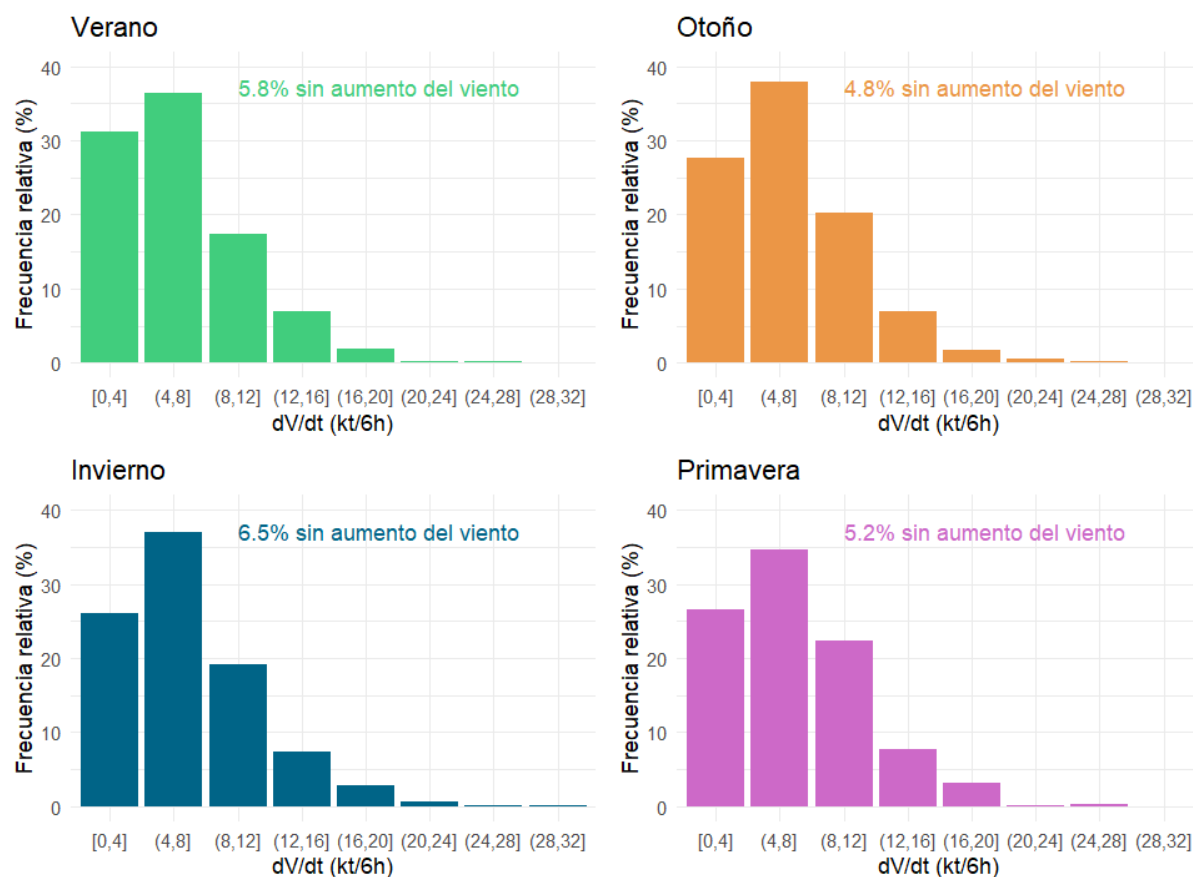 Verano
5.8% sin aumento del viento
Frecuencia relativa (%)
40
30
20
10
0
[0,4] (4,8] (8,12] (12,16] (16,20] (20,24] (24,28] (28,32]
dV/dt (kt/6h)
Otoño
4.8% sin aumento del viento
Frecuencia relativa (%)
40
30
20
10
0
[0,4] (4,8] (8,12] (12,16] (16,20] (20,24] (24,28] (28,32]
dV/dt (kt/6h)
Invierno
6.5% sin aumento del viento
Frecuencia relativa (%)
40
30
20
10
0
[0,4] (4,8] (8,12] (12,16] (16,20] (20,24] (24,28] (28,32]
dV/dt (kt/6h)
Primavera
5.2% sin aumento del viento
Frecuencia relativa (%)
40
30
20
10
0
[0,4] (4,8] (8,12] (12,16] (16,20] (20,24] (24,28] (28,32]
dV/dt (kt/6h)